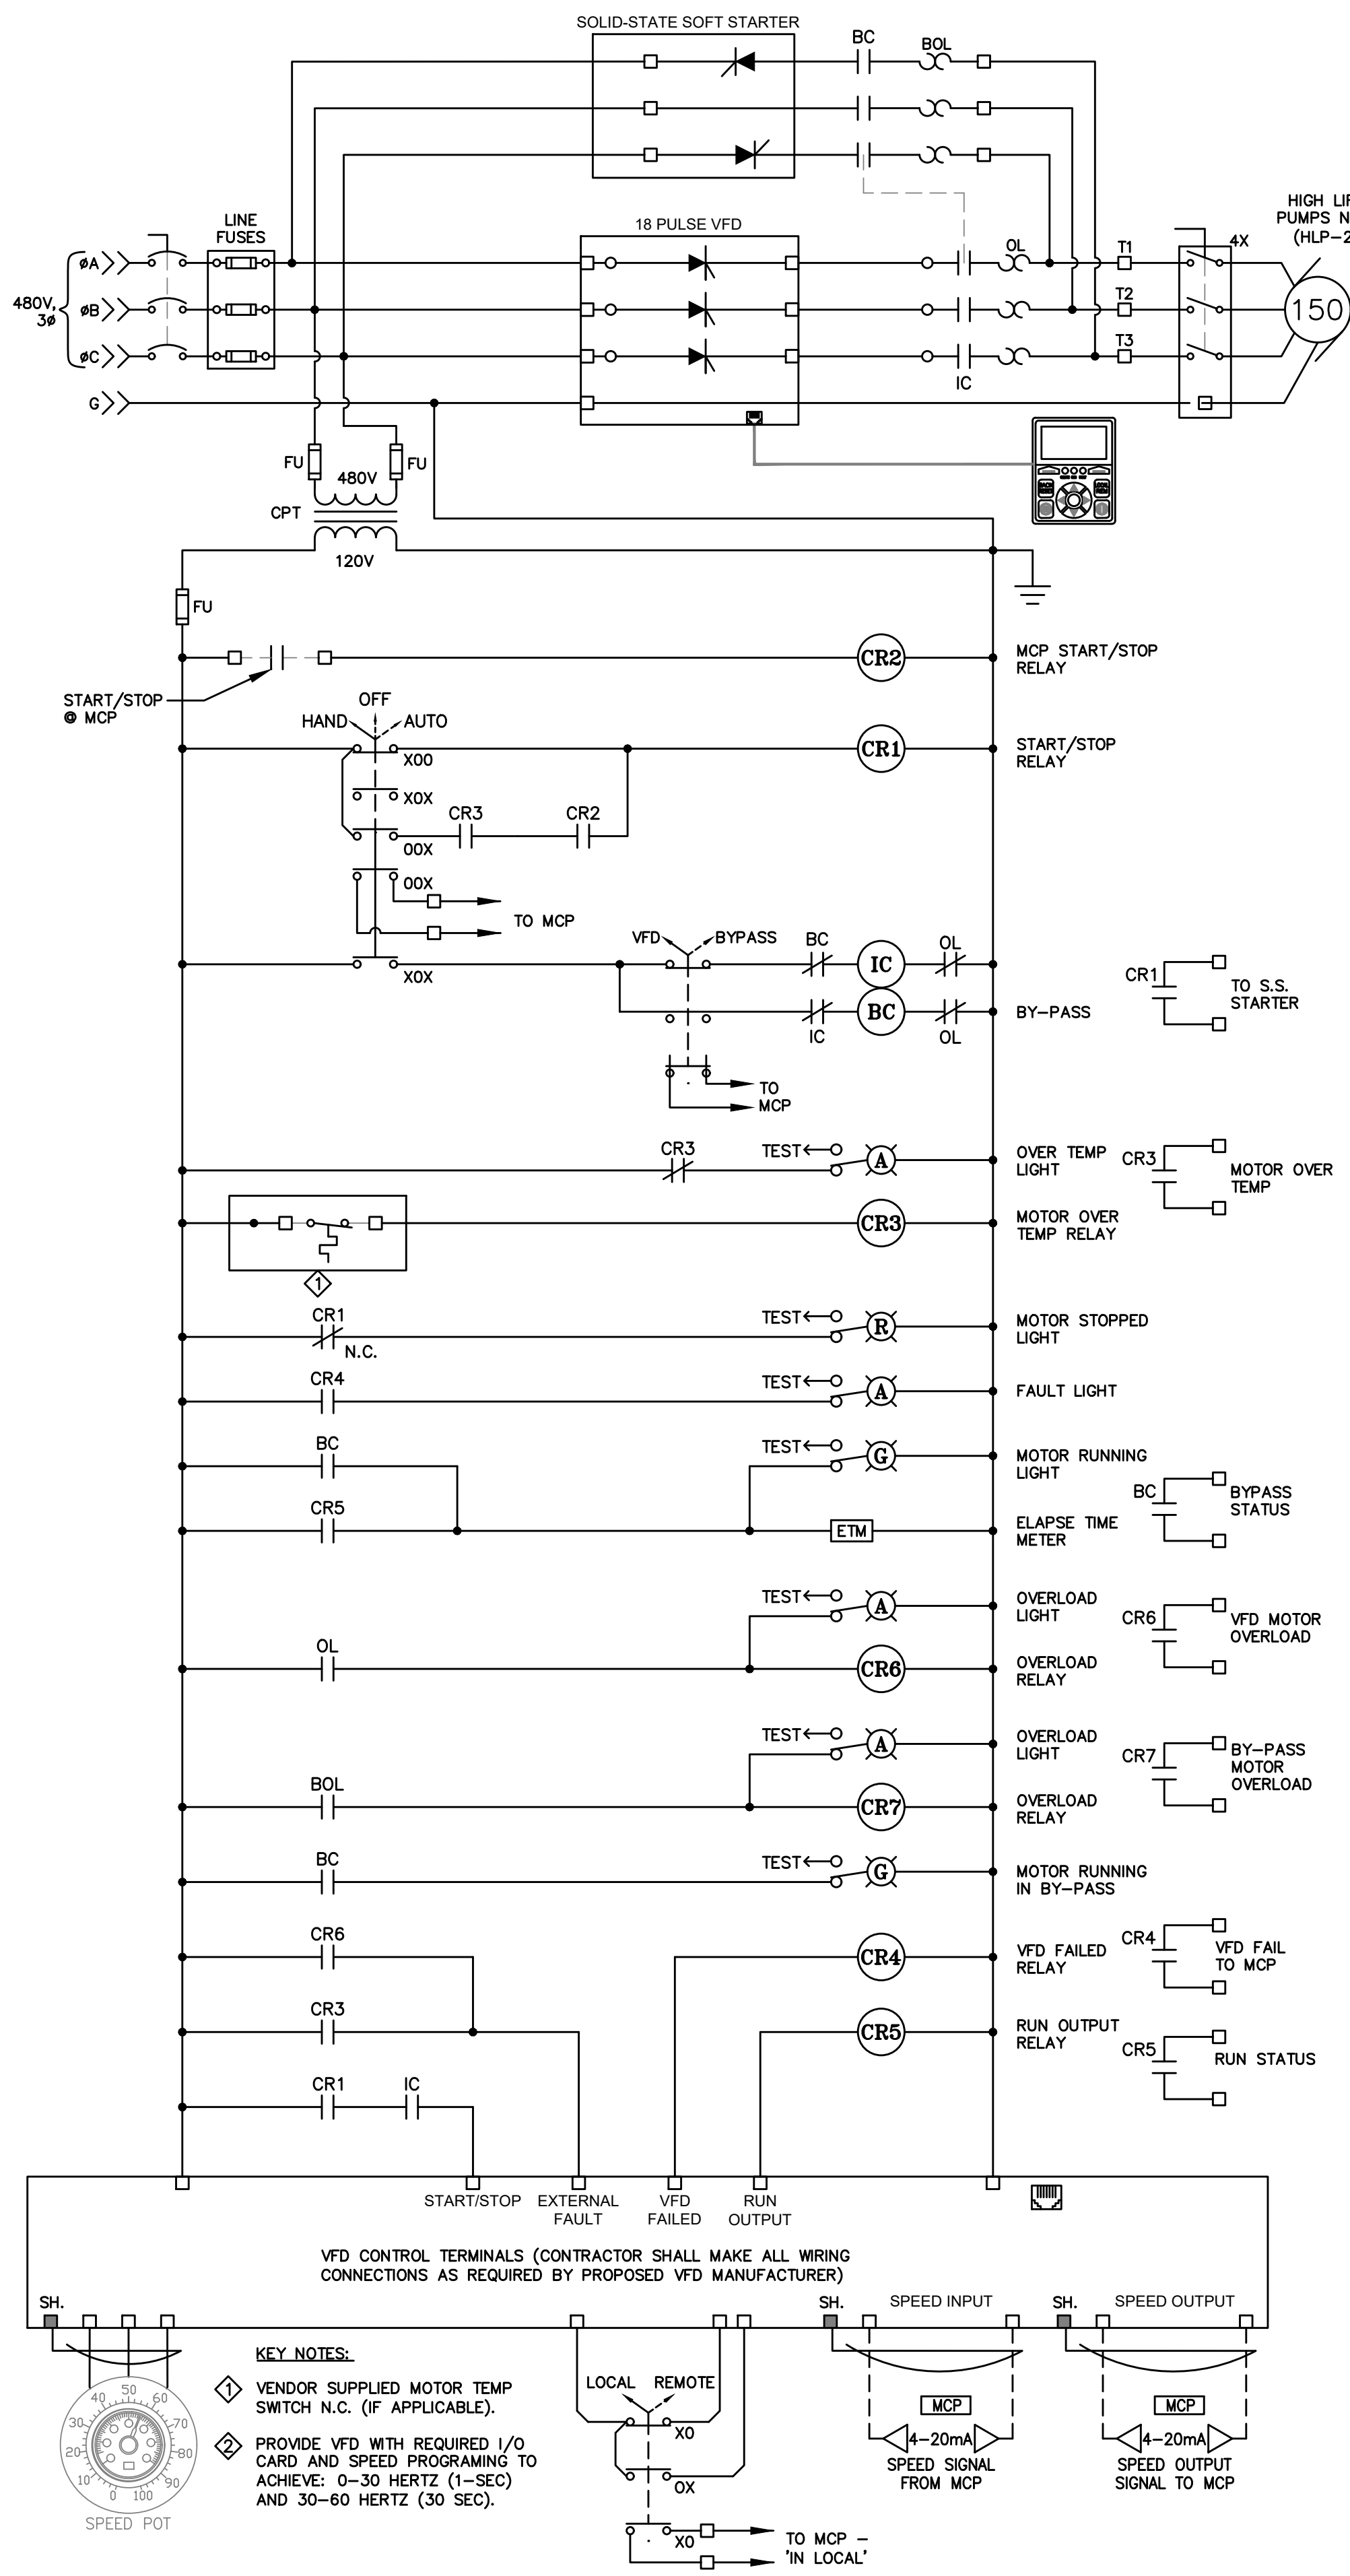 SOLID-STATE SOFT STARTER
BC
BOL
LINE
FUSES
18 PULSE VFD
OL
T1
4X
PUMPS
ØA
480V,
3Ø
ØB
T2
150
ØC
T3
IC
G
FU
480V
FU
CPT
120V
FU
CR2
MCP START/STOP
RELAY
START/STOP
@ MCP
OFF
HAND
AUTO
X00
CR1
START/STOP
RELAY
X0X
CR3
CR2
00X
00X
TO MCP
VFD
BYPASS
BC
IC
OL
X0X
CR1
TO S.S.
STARTER
IC
BC
OL
BY-PASS
TO
MCP
CR3
TEST
A
OVER TEMP
LIGHT
CR3
MOTOR OVER
TEMP
CR3
MOTOR OVER
TEMP RELAY
1
CR1
N.C.
TEST
R
MOTOR STOPPED
LIGHT
CR4
TEST
A
FAULT LIGHT
BC
TEST
G
MOTOR RUNNING
LIGHT
BC
BYPASS
STATUS
CR5
ETM
ELAPSE TIME
METER
TEST
A
OVERLOAD
LIGHT
CR6
VFD MOTOR
OVERLOAD
OL
CR6
OVERLOAD
RELAY
TEST
A
OVERLOAD
LIGHT
CR7
BY-PASS
MOTOR
OVERLOAD
BOL
CR7
OVERLOAD
RELAY
BC
TEST
G
MOTOR RUNNING
IN BY-PASS
CR6
CR4
VFD FAILED
RELAY
CR4
VFD FAIL
TO MCP
CR3
CR5
RUN OUTPUT
RELAY
CR5
RUN STATUS
CR1
IC
START/STOP
EXTERNAL
FAULT
VFD
FAILED
RUN
OUTPUT
VFD CONTROL TERMINALS (CONTRACTOR SHALL MAKE ALL WIRING
CONNECTIONS AS REQUIRED BY PROPOSED VFD MANUFACTURER)
SH.
SH.
SPEED INPUT
SH.
SPEED OUTPUT
KEY NOTES:
1 VENDOR SUPPLIED MOTOR TEMP
SWITCH N.C. (IF APPLICABLE).
2 PROVIDE VFD WITH REQUIRED I/O
CARD AND SPEED PROGRAMING TO
ACHIEVE: 0-30 HERTZ (1-SEC)
AND 30-60 HERTZ (30 SEC).
0 10 20 30 40 50 60 70 80 90 100
SPEED POT
LOCAL
REMOTE
X0
0X
X0
TO MCP -
'IN LOCAL'
MCP
4-20mA
SPEED SIGNAL
FROM MCP
MCP
4-20mA
SPEED OUTPUT
SIGNAL TO MCP